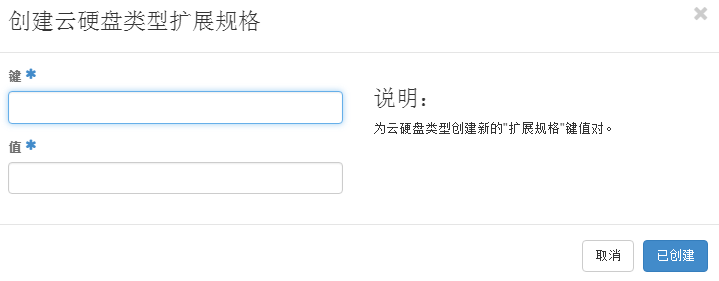 创建云硬盘类型扩展规格
×
键 *
说明：
为云硬盘类型创建新的"扩展规格"键值对。
值 *
取消 已创建